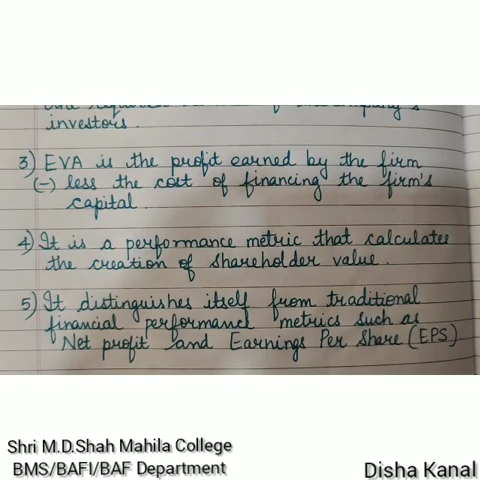 investors.
3) EVA is the profit earned by the firm
(-) less the cost of financing the firm's
capital.
4) It is a performance metric that calculates
the creation of shareholder value.
5) It distinguishes itself from traditional
financial performance metrics such as
Net profit and Earnings Per Share (EPS)
Shri M.D.Shah Mahila College
BMS/BAFI/BAF Department
Disha Kanal